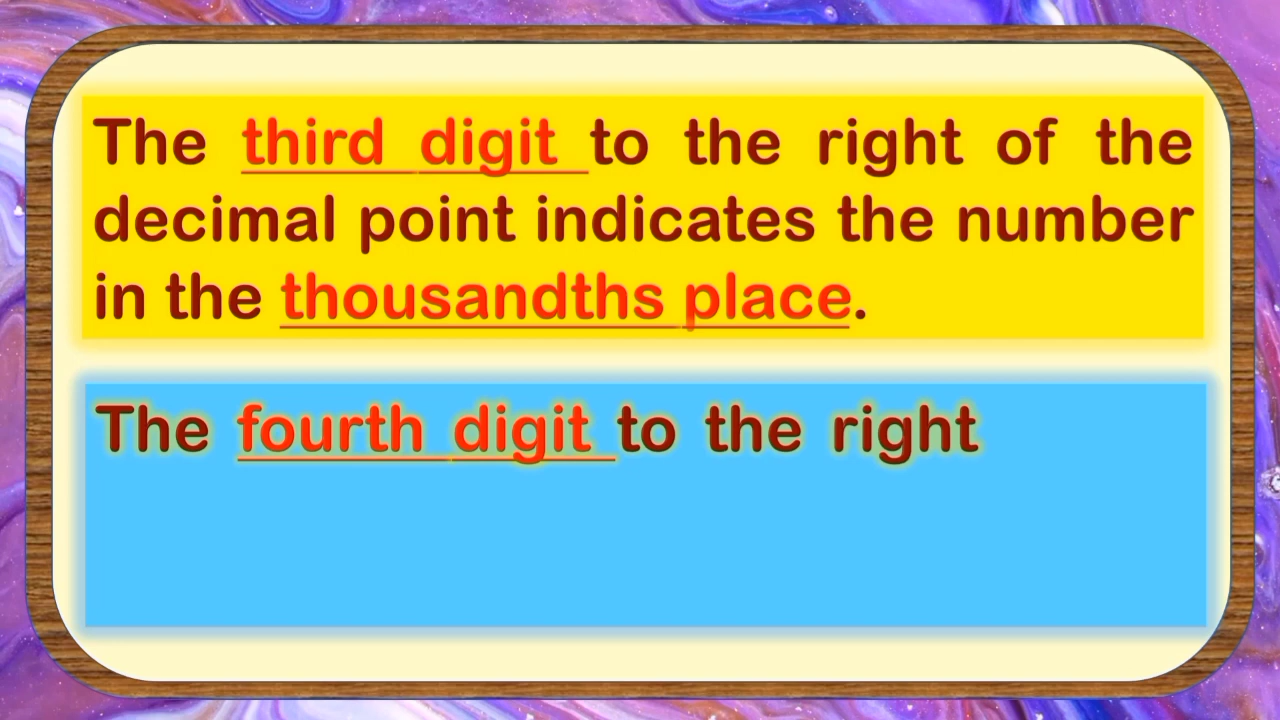 The third digit to the right of the
decimal point indicates the number
in the thousandths place.
The fourth digit to the right